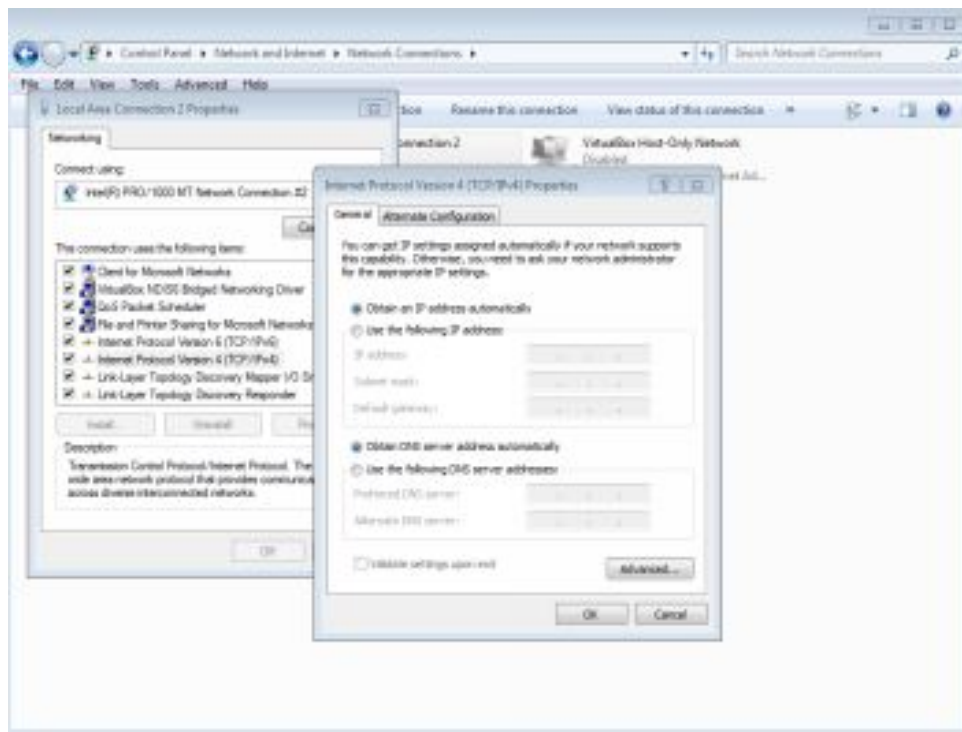 Control Panel ▸ Network and Internet ▸ Network Connections ▸
Search Network Connections
File Edit View Tools Advanced Help
Local Area Connection 2 Properties
Rename this connection
View status of this connection
»
VirtualBox Host-Only Network
Disabled
Networking
Connect using:
Intel(R) PRO/1000 MT Network Connection #2
This connection uses the following items:
Client for Microsoft Networks
VirtualBox NDIS6 Bridged Networking Driver
QoS Packet Scheduler
File and Printer Sharing for Microsoft Networks
Internet Protocol Version 6 (TCP/IPv6)
Internet Protocol Version 4 (TCP/IPv4)
Link-Layer Topology Discovery Mapper I/O
Link-Layer Topology Discovery Responder
Install...
Uninstall
Description
Transmission Control Protocol/Internet Protocol. The
wide area network protocol that provides
across diverse interconnected networks.
OK
Internet Protocol Version 4 (TCP/IPv4) Properties
General
Alternate Configuration
You can get IP settings assigned automatically if your network supports
this capability. Otherwise, you need to ask your network administrator
for the appropriate IP settings.
Obtain an IP address automatically
Use the following IP address:
IP address:
Subnet mask:
Default gateway:
Obtain DNS server address automatically
Use the following DNS server addresses:
Preferred DNS server:
Alternate DNS server:
Validate settings upon exit
Advanced...
OK
Cancel